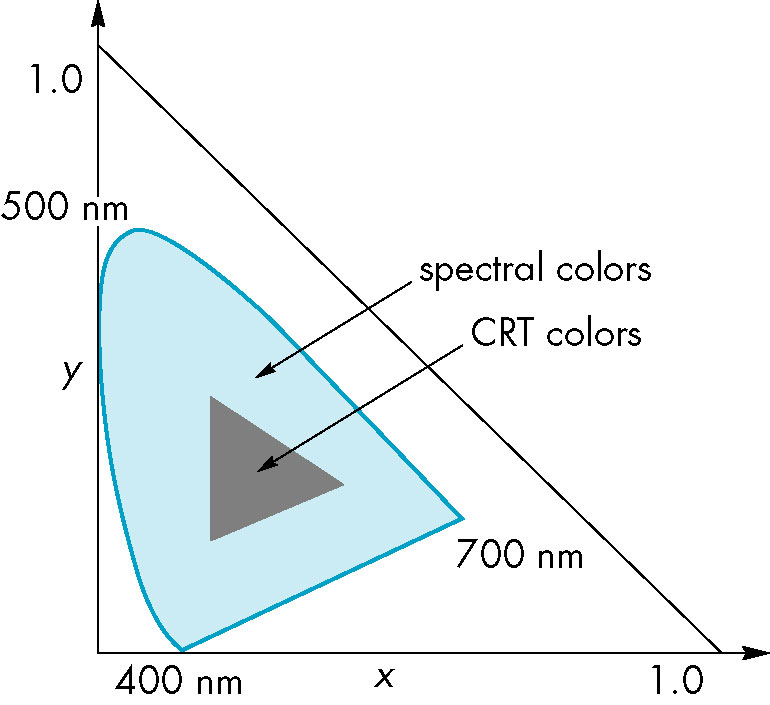 1.0
500 nm
spectral colors
CRT colors
y
700 nm
400 nm
x
1.0